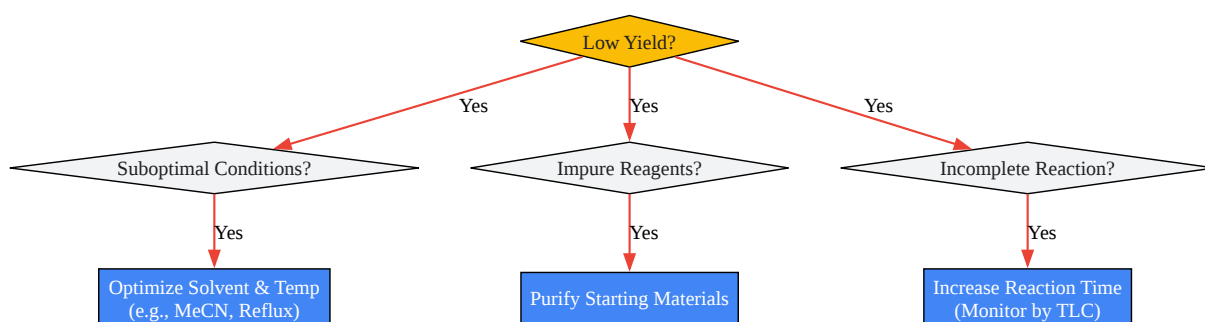 Low Yield?
Yes
Yes
Yes
Suboptimal Conditions?
Impure Reagents?
Incomplete Reaction?
Yes
Yes
Yes
Optimize Solvent & Temp
(e.g., MeCN, Reflux)
Purify Starting Materials
Increase Reaction Time
(Monitor by TLC)